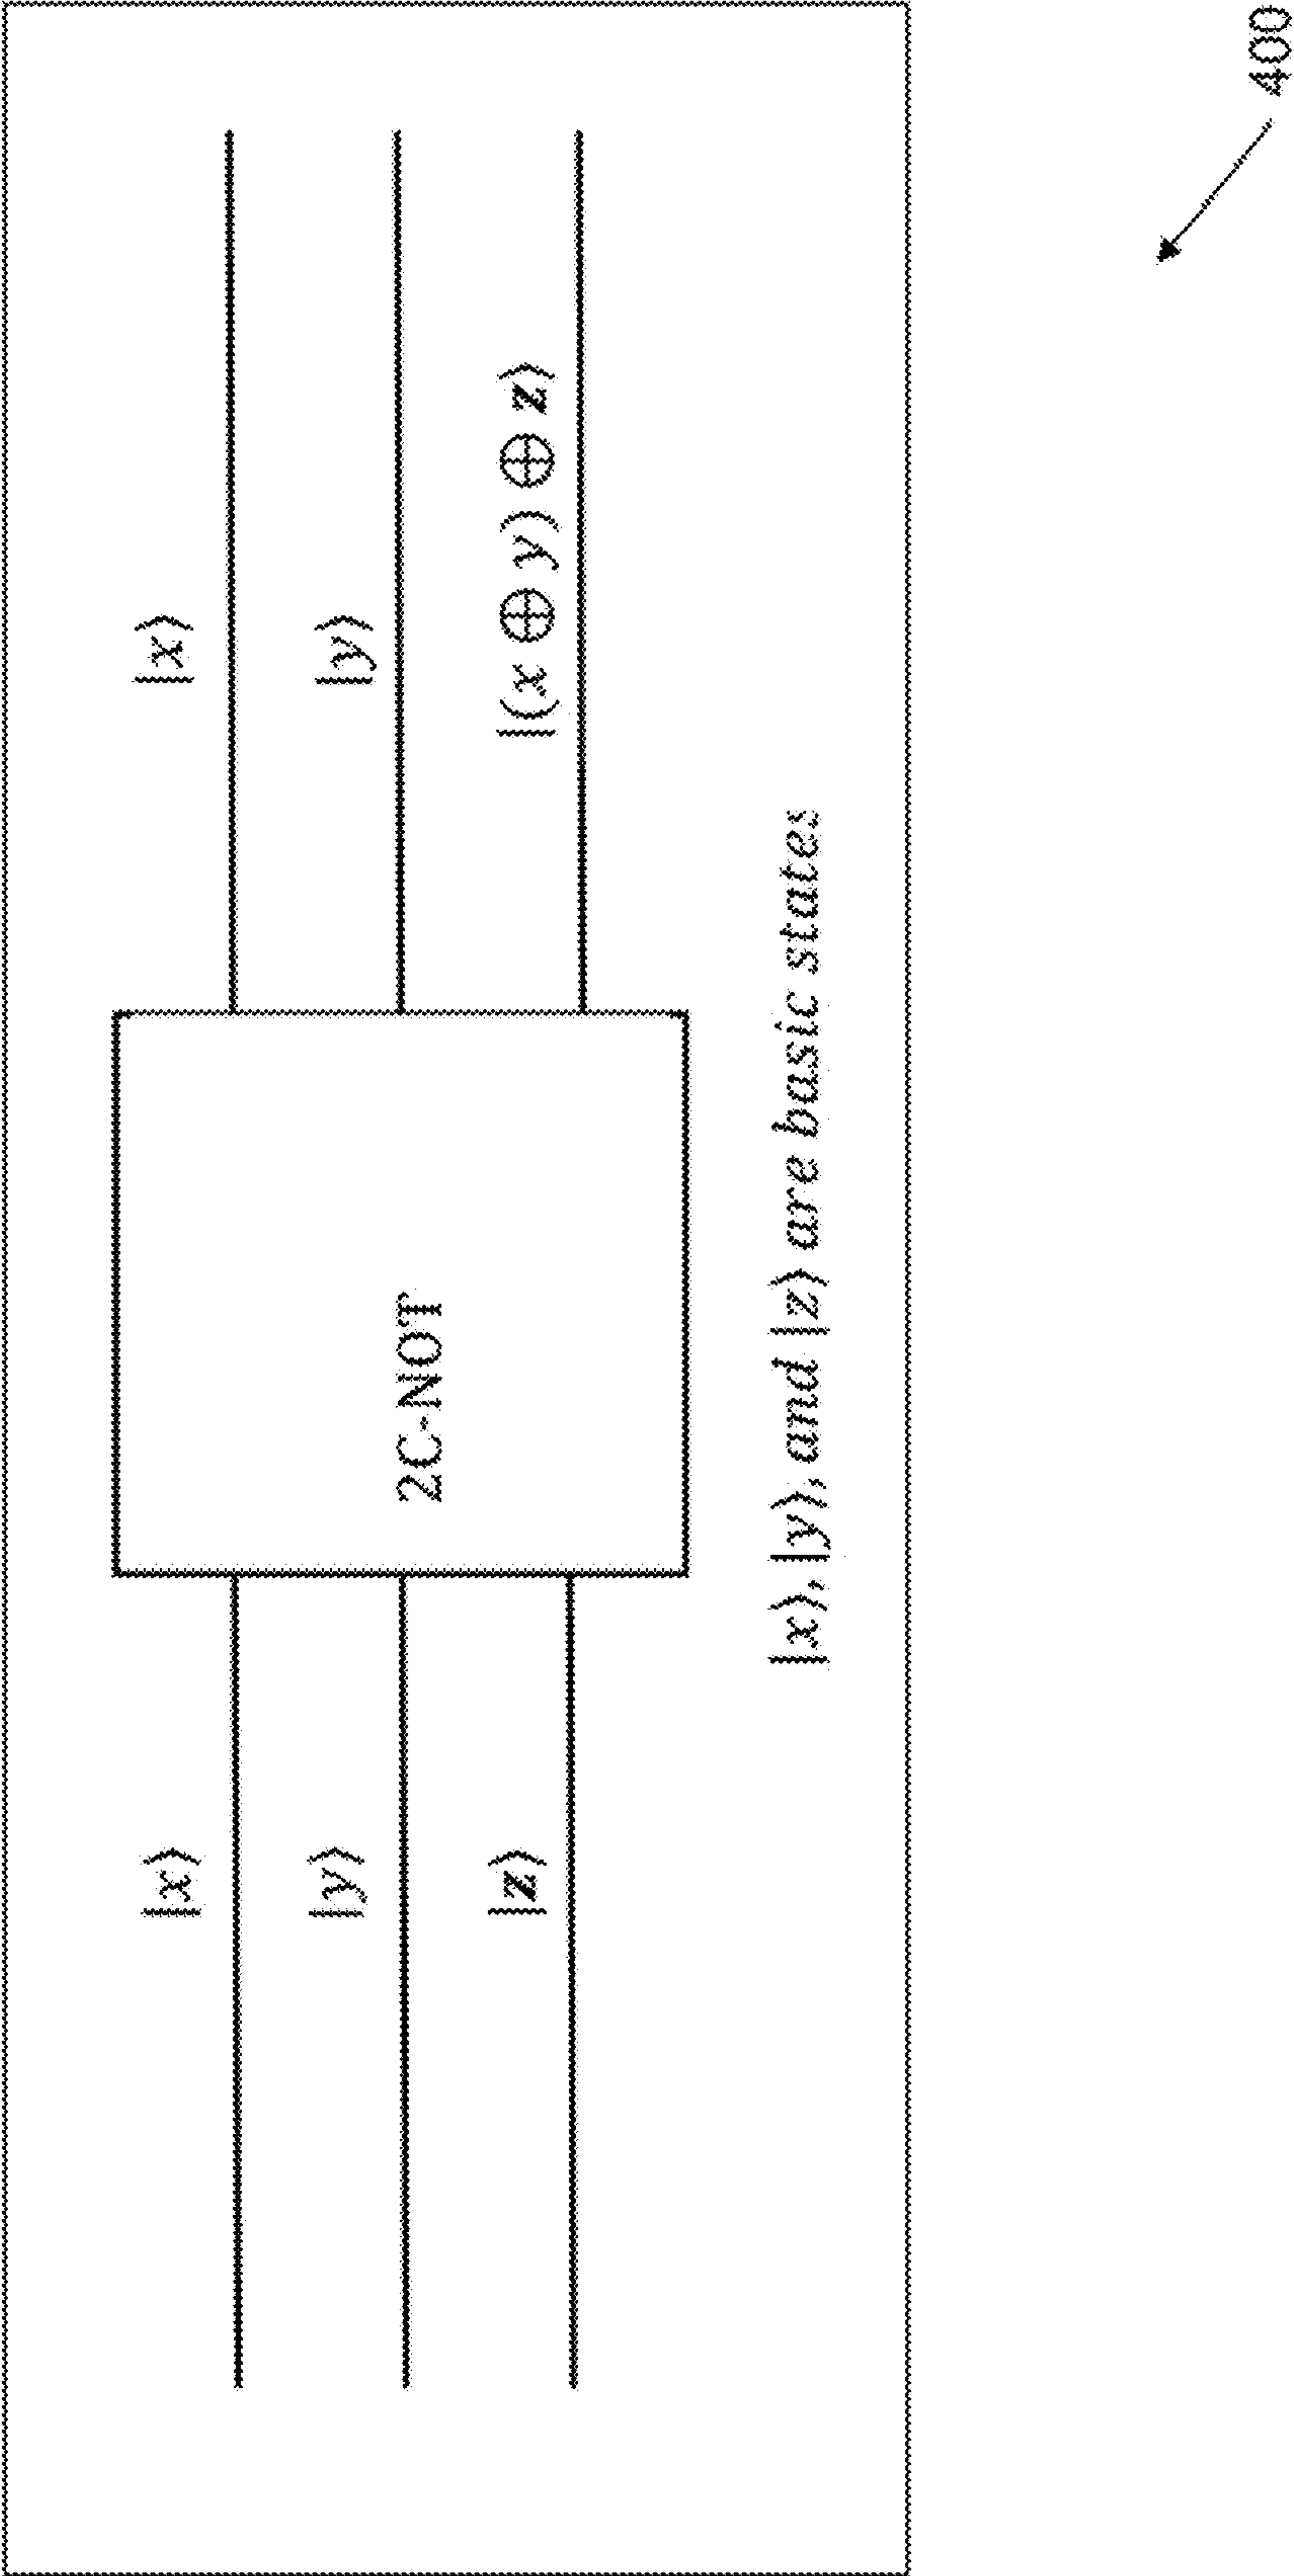 |x⟩
|y⟩
|z⟩
2C-NOT
|x⟩
|y⟩
|(x ⊕ y) ⊕ z⟩
|x⟩, |y⟩, and |z⟩ are basic states
400